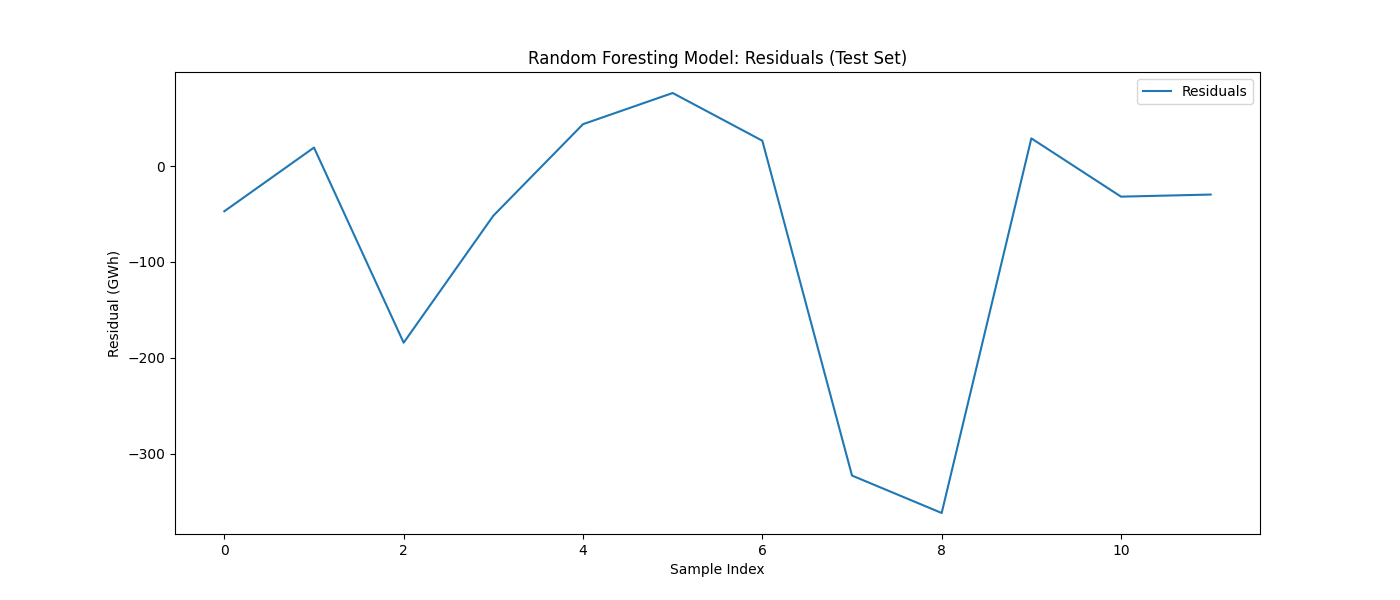 Random Foresting Model: Residuals (Test Set)
Residuals
0
−100
−200
−300
Residual (GWh)
0 2 4 6 8 10
Sample Index